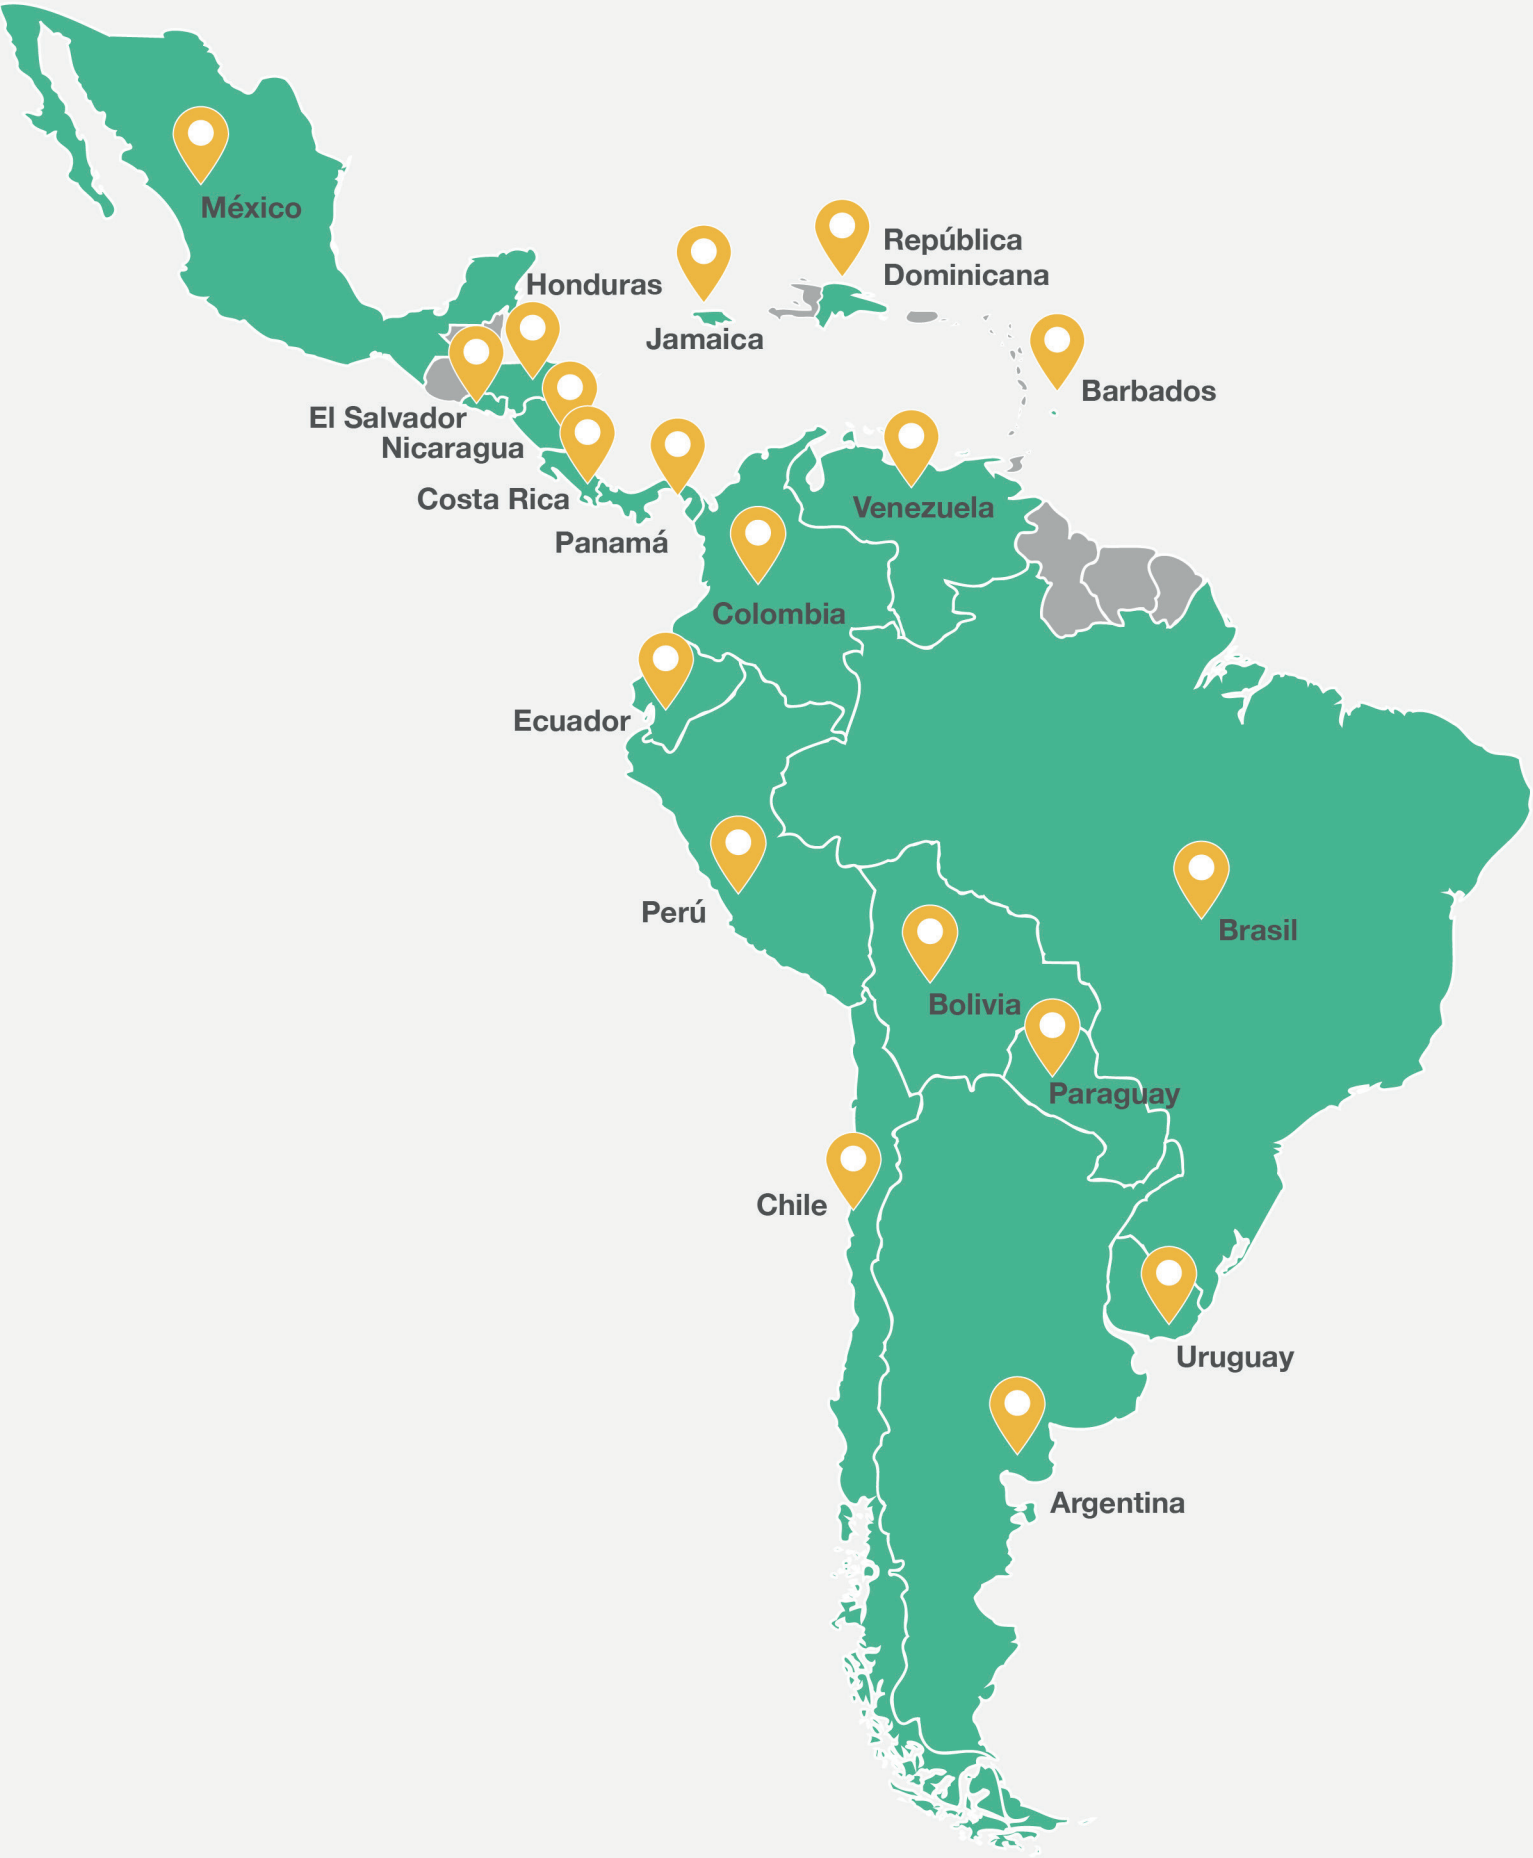 México
República
Dominicana
Honduras
Jamaica
Barbados
El Salvador
Nicaragua
Costa Rica
Venezuela
Panamá
Colombia
Ecuador
Perú
Brasil
Bolivia
Paraguay
Chile
Uruguay
Argentina